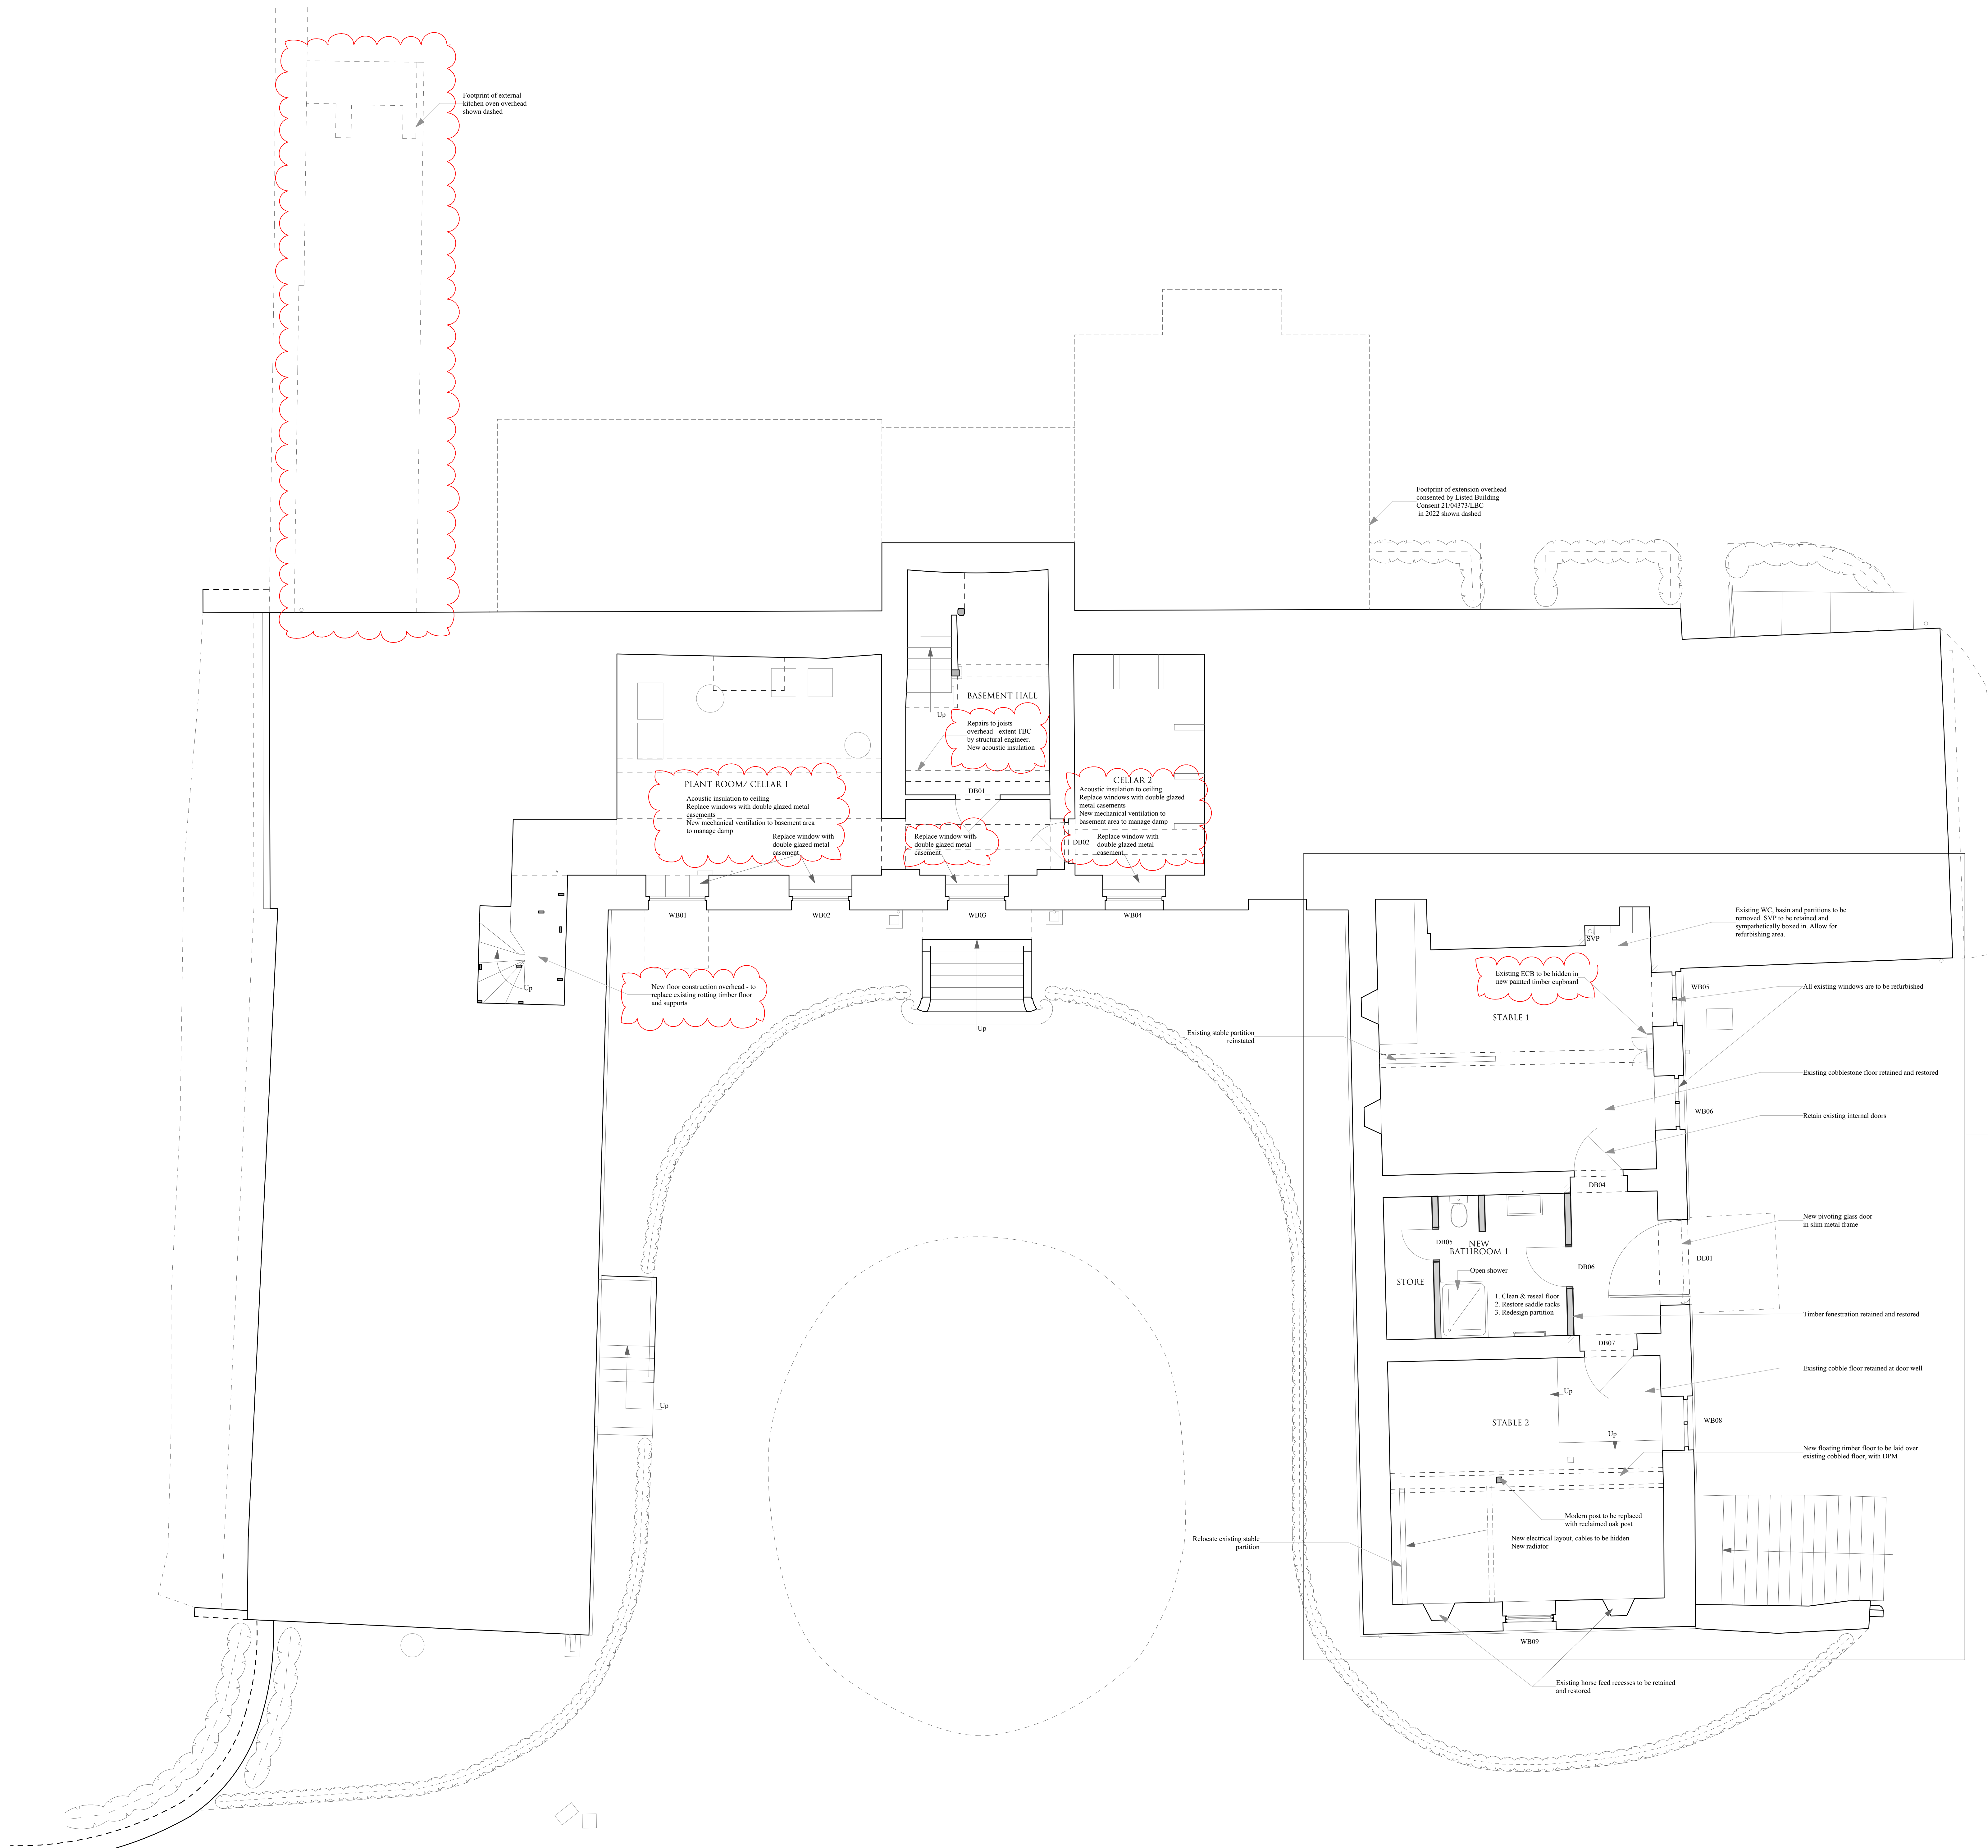 Footprint of external
kitchen oven overhead
shown dashed
Footprint of extension overhead
consented by Listed Building
Consent 21/04373/LBC
in 2022 shown dashed
BASEMENT HALL
Up
Repairs to joists
overhead - extent TBC
by structural engineer.
New acoustic insulation
PLANT ROOM/ CELLAR 1
Acoustic insulation to ceiling
Replace windows with double glazed metal
casements
New mechanical ventilation to basement area
to manage damp
Replace window with
double glazed metal
casement
DB01
Replace window with
double glazed metal
casement
CELLAR 2
Acoustic insulation to ceiling
Replace windows with double glazed
metal casements
New mechanical ventilation to
basement area to manage damp
DB02
Replace window with
double glazed metal
casement
WB01
WB02
WB03
WB04
Up
New floor construction overhead - to
replace existing rotting timber floor
and supports
Up
SVP
Existing WC, basin and partitions to be
removed. SVP to be retained and
sympathetically boxed in. Allow for
refurbishing area.
Existing ECB to be hidden in
new painted timber cupboard
WB05
All existing windows are to be refurbished
STABLE 1
Existing stable partition
reinstated
Existing cobblestone floor retained and restored
WB06
Retain existing internal doors
DB04
New pivoting glass door
in slim metal frame
DB05
NEW
BATHROOM 1
DB06
DE01
STORE
Open shower
1. Clean & reseal floor
2. Restore saddle racks
3. Redesign partition
Timber fenestration retained and restored
DB07
Existing cobble floor retained at door well
Up
Up
STABLE 2
WB08
Up
New floating timber floor to be laid over
existing cobbled floor, with DPM
Modern post to be replaced
with reclaimed oak post
Relocate existing stable
partition
New electrical layout, cables to be hidden
New radiator
WB09
Existing horse feed recesses to be retained
and restored